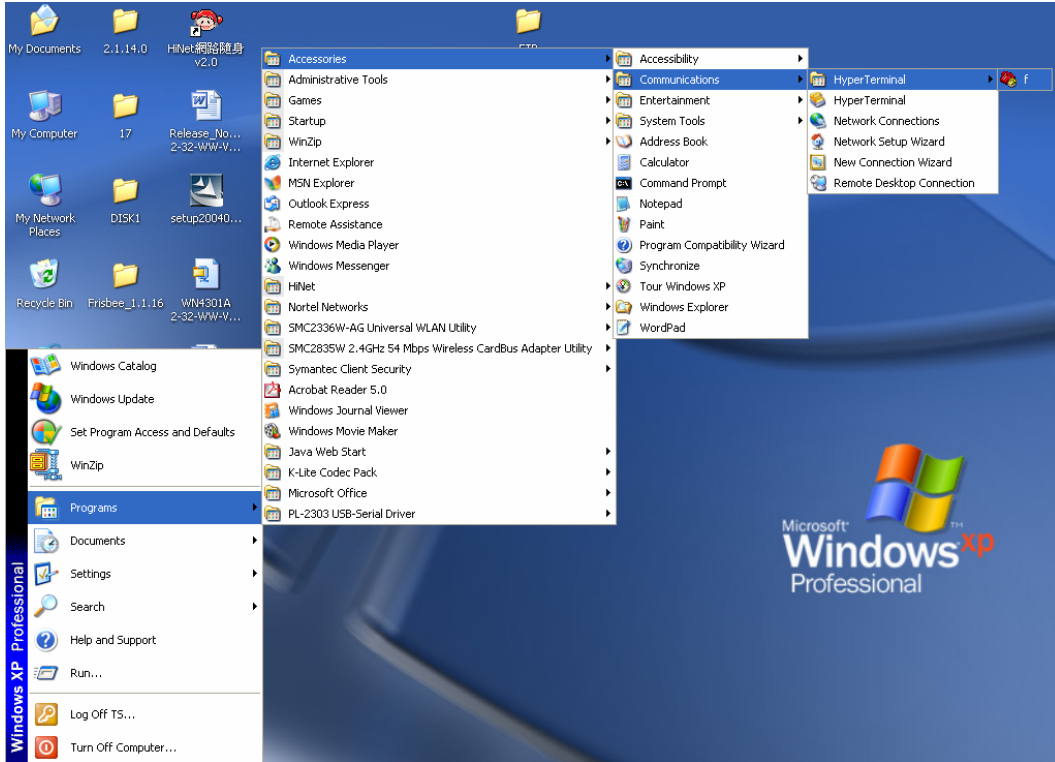 My Documents
2.1.14.0
HiNet網路隨身
v2.0
FTP
My Computer
17
Release_No...
2-32-WW-V...
My Network
Places
DISK1
setup20040...
Recycle Bin
Frisbee_1.1.16
WN4301A
2-32-WW-V...
Windows Catalog
Windows Update
Set Program Access and Defaults
WinZip
Programs
Documents
Settings
Search
Help and Support
Run...
Log Off TS...
Turn Off Computer...
Windows XP Professional
Accessories
Administrative Tools
Games
Startup
WinZip
Internet Explorer
MSN Explorer
Outlook Express
Remote Assistance
Windows Media Player
Windows Messenger
HiNet
Nortel Networks
SMC2336W-AG Universal WLAN Utility
SMC2835W 2.4GHz 54 Mbps Wireless CardBus Adapter Utility
Symantec Client Security
Acrobat Reader 5.0
Windows Journal Viewer
Windows Movie Maker
Java Web Start
K-Lite Codec Pack
Microsoft Office
PL-2303 USB-Serial Driver
Accessibility
Communications
Entertainment
System Tools
Address Book
Calculator
Command Prompt
Notepad
Paint
Program Compatibility Wizard
Synchronize
Tour Windows XP
Windows Explorer
WordPad
HyperTerminal
HyperTerminal
Network Connections
Network Setup Wizard
New Connection Wizard
Remote Desktop Connection
f
Microsoft
Windows xp
TM
Professional